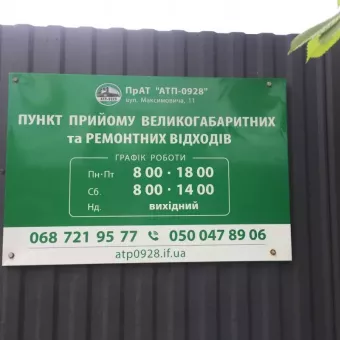 ПрАТ "АТП-0928"
вул. Максимовича, 11
ПУНКТ ПРИЙОМУ ВЕЛИКОГАБАРИТНИХ
та РЕМОНТНИХ ВІДХОДІВ
ГРАФІК РОБОТИ
Пн-Пт 8 00 - 18 00
Сб. 8 00 - 14 00
Нд. вихідний
068 721 95 77 050 047 89 06
atp0928.if.ua